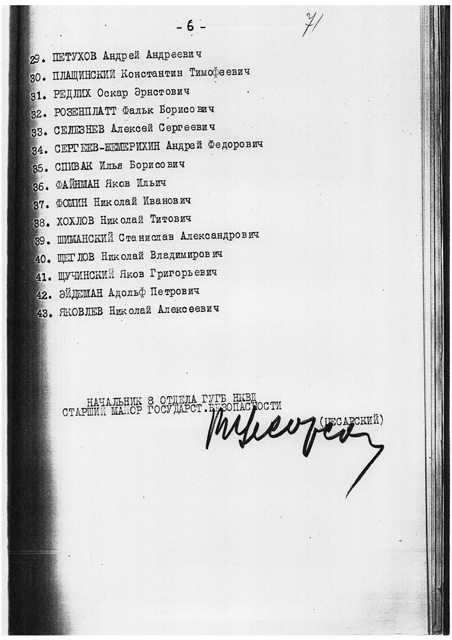 - 6 -
71
29. ПЕТУХОВ Андрей Андреевич
30. ПЛАЩИНСКИЙ Константин Тимофеевич
31. РЕДЛИХ Оскар Эрнстович
32. РОЗЕНПЛАТТ Фальк Борисович
33. СЕЛЕЗНЕВ Алексей Сергеевич
34. СЕРГЕЕВ-ШЕМЕРИХИН Андрей Федорович
35. СПИВАК Илья Борисович
36. ФАЙНМАН Яков Ильич
37. ФОМИН Николай Иванович
38. ХОХЛОВ Николай Титович
39. ШИМАНСКИЙ Станислав Александрович
40. ЩЕГЛОВ Николай Владимирович
41. ЩУЧИНСКИЙ Яков Григорьевич
42. ЭЙДЕМАН Адольф Петрович
43. ЯКОВЛЕВ Николай Алексеевич
НАЧАЛЬНИК 8 ОТДЕЛА ГУГБ НКВД
СТАРШИЙ МАЙОР ГОСУДАРСТ.БЕЗОПАСНОСТИ
(ЦЕСАРСКИЙ)